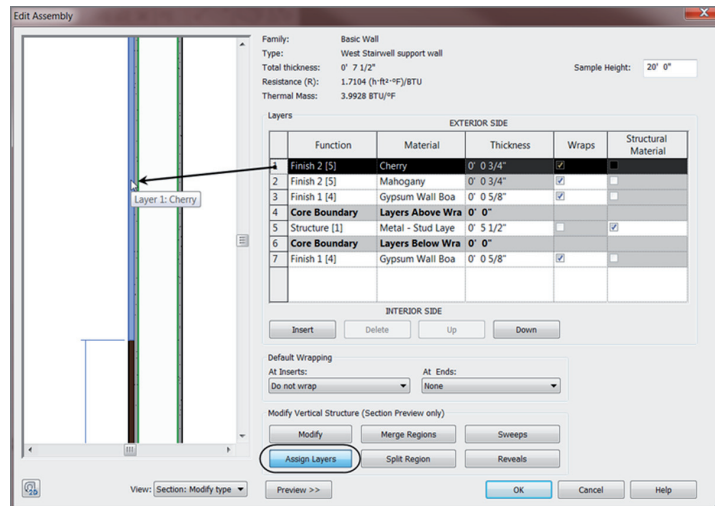 Edit Assembly
Family: Basic Wall
Type: West Stairwell support wall
Total thickness: 0' 7 1/2" Sample Height: 20' 0"
Resistance (R): 1.7104 (h·ft²·°F)/BTU
Thermal Mass: 3.9928 BTU/°F
Layers
EXTERIOR SIDE
Function Material Thickness Wraps Structural Material
1 Finish 2 [5] Cherry 0' 0 3/4"
2 Finish 2 [5] Mahogany 0' 0 3/4"
3 Finish 1 [4] Gypsum Wall Boa 0' 0 5/8"
4 Core Boundary Layers Above Wra 0' 0"
5 Structure [1] Metal - Stud Laye 0' 5 1/2"
6 Core Boundary Layers Below Wra 0' 0"
7 Finish 1 [4] Gypsum Wall Boa 0' 0 5/8"
Layer 1: Cherry
INTERIOR SIDE
Insert Delete Up Down
Default Wrapping
At Inserts: At Ends:
Do not wrap None
Modify Vertical Structure (Section Preview only)
Modify Merge Regions Sweeps
Assign Layers Split Region Reveals
View: Section: Modify type Preview >> OK Cancel Help